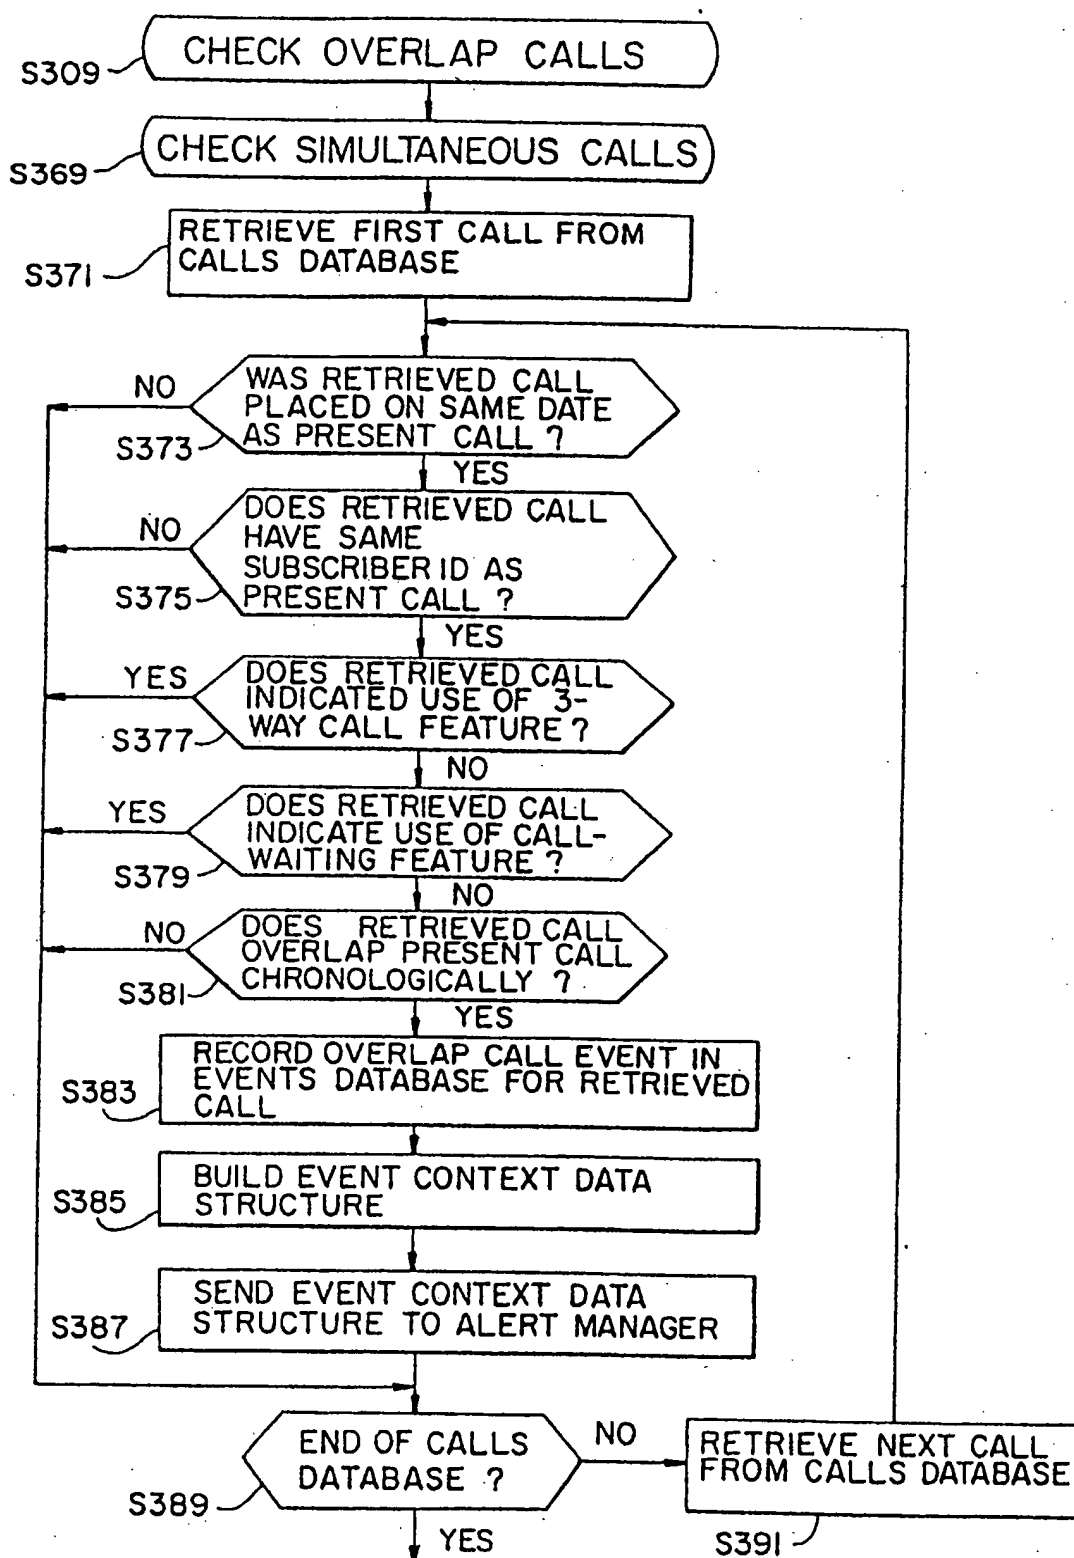 CHECK OVERLAP CALLS
S309
CHECK SIMULTANEOUS CALLS
S369
RETRIEVE FIRST CALL FROM
CALLS DATABASE
S371
WAS RETRIEVED CALL
PLACED ON SAME DATE
AS PRESENT CALL ?
NO
S373
YES
DOES RETRIEVED CALL
HAVE SAME
SUBSCRIBER ID AS
PRESENT CALL ?
NO
S375
YES
DOES RETRIEVED CALL
INDICATED USE OF 3-
WAY CALL FEATURE ?
YES
S377
NO
DOES RETRIEVED CALL
INDICATE USE OF CALL-
WAITING FEATURE ?
YES
S379
NO
DOES RETRIEVED CALL
OVERLAP PRESENT CALL
CHRONOLOGICALLY ?
NO
S381
YES
RECORD OVERLAP CALL EVENT IN
EVENTS DATABASE FOR RETRIEVED
CALL
S383
BUILD EVENT CONTEXT DATA
STRUCTURE
S385
SEND EVENT CONTEXT DATA
STRUCTURE TO ALERT MANAGER
S387
END OF CALLS
DATABASE ?
S389
NO
YES
RETRIEVE NEXT CALL
FROM CALLS DATABASE
S391